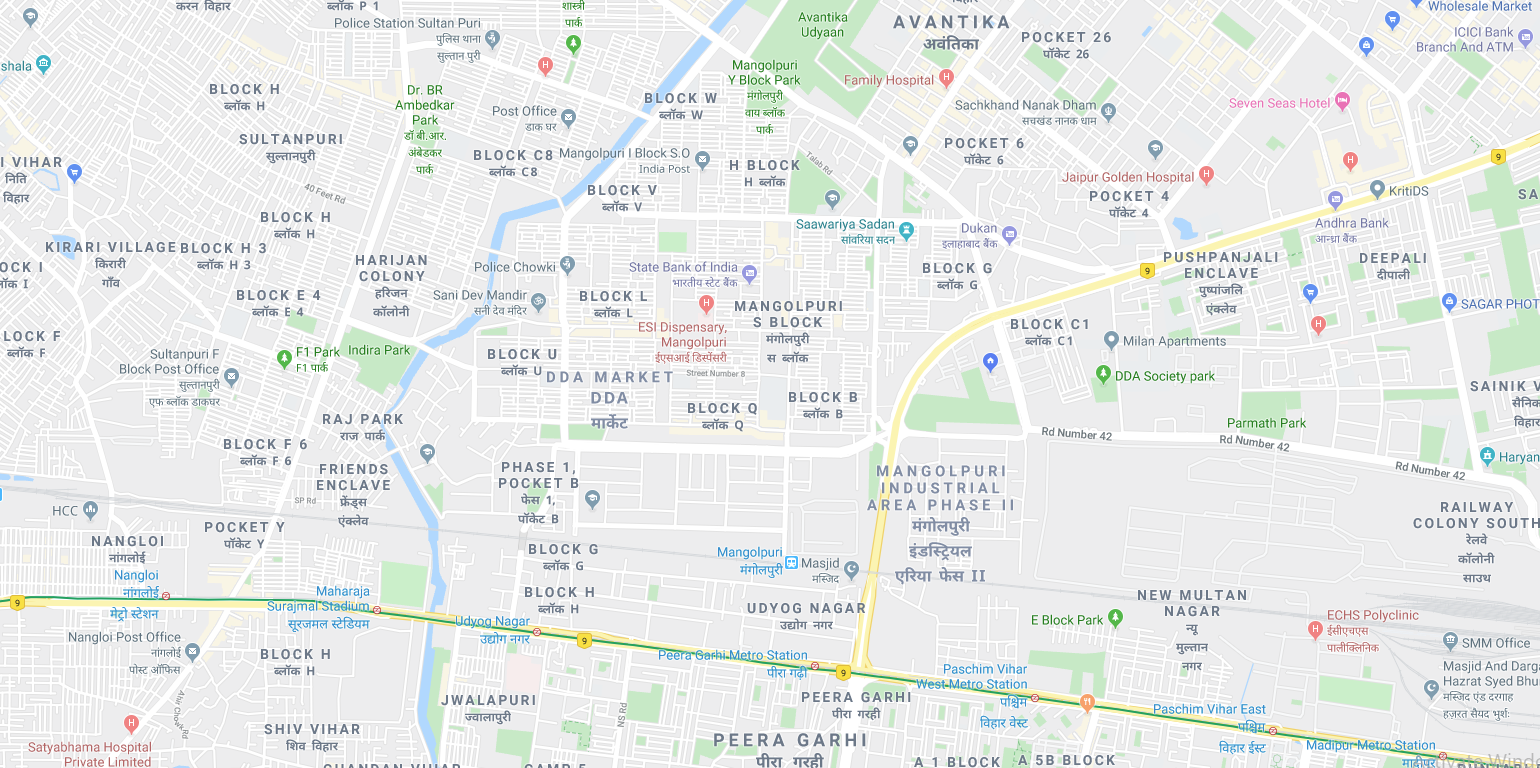 करन विहार
BLOCK P 1
ब्लॉक P 1
Police Station Sultan Puri
पुलिस थाना
सुल्तान पुरी
शास्त्री
पार्क
Avantika
Udyaan
AVANTIKA
अवंतिका
POCKET 26
पॉकेट 26
Wholesale Market
ICICI Bank
Branch And ATM
BLOCK H
ब्लॉक H
Dr. BR
Ambedkar
Park
डॉ बी.आर.
अंबेडकर
पार्क
Post Office
डाक घर
BLOCK W
ब्लॉक W
Mangolpuri
Y Block Park
मंगोलपुरी
वाय ब्लॉक
पार्क
Family Hospital
Sachkhand Nanak Dham
सचखंड नानक धाम
Seven Seas Hotel
SULTANPURI
सुल्तानपुरी
BLOCK C8
ब्लॉक C8
Mangolpuri I Block S.O
India Post
H BLOCK
H ब्लॉक
Talab Rd
POCKET 6
पॉकेट 6
Jaipur Golden Hospital
POCKET 4
पॉकेट 4
KritiDS
9
I VIHAR
निति
विहार
40 Feet Rd
BLOCK V
ब्लॉक V
BLOCK H
ब्लॉक H
Saawariya Sadan
सांवरिया सदन
Dukan
इलाहाबाद बैंक
Andhra Bank
आन्ध्रा बैंक
KIRARI VILLAGE
किरारी
गाँव
BLOCK H 3
ब्लॉक H 3
HARIJAN
COLONY
हरिजन
कॉलोनी
Police Chowki
State Bank of India
भारतीय स्टेट बैंक
BLOCK G
ब्लॉक G
9
PUSHPANJALI
ENCLAVE
पुष्पांजलि
एंक्लेव
DEEPALI
दीपाली
BLOCK E 4
ब्लॉक E 4
Sani Dev Mandir
सनी देव मंदिर
BLOCK L
ब्लॉक L
MANGOLPURI
S BLOCK
मंगोलपुरी
स ब्लॉक
SAGAR PHOT
ESI Dispensary,
Mangolpuri
ईएसआई डिस्पेंसरी
BLOCK C1
ब्लॉक C1
Milan Apartments
LOCK F
ब्लॉक F
Sultanpuri F
Block Post Office
सुल्तानपुरी
एफ ब्लॉक डाकघर
F1 Park
F1 पार्क
Indira Park
BLOCK U
ब्लॉक U
DDA MARKET
DDA
मार्केट
Street Number 8
DDA Society park
SAINIK V
सैनिक
विहार
BLOCK Q
ब्लॉक Q
BLOCK B
ब्लॉक B
RAJ PARK
राज पार्क
Parmath Park
Rd Number 42
Rd Number 42
Rd Number 42
BLOCK F 6
ब्लॉक F 6
Haryan
FRIENDS
ENCLAVE
फ्रेंड्स
एंक्लेव
PHASE 1,
POCKET B
फेस 1,
पॉकेट B
MANGOLPURI
INDUSTRIAL
AREA PHASE II
मंगोलपुरी
इंडस्ट्रियल
एरिया फेस II
SP Rd
HCC
RAILWAY
COLONY SOUTH
रेलवे
कॉलोनी
साउथ
POCKET Y
पॉकेट Y
NANGLOI
नांगलोई
BLOCK G
ब्लॉक G
Mangolpuri
मंगोलपुरी
Masjid
मस्जिद
Nangloi
नांगलोई
मेट्रो स्टेशन
9
Maharaja
Surajmal Stadium
सूरजमल स्टेडियम
BLOCK H
ब्लॉक H
UDYOG NAGAR
उद्योग नगर
E Block Park
NEW MULTAN
NAGAR
न्यू
मुल्तान
नगर
ECHS Polyclinic
ईसीएचएस
पालीक्लिनिक
Udyog Nagar
उद्योग नगर
9
Nangloi Post Office
नांगलोई
पोस्ट ऑफिस
BLOCK H
ब्लॉक H
SMM Office
Peera Garhi Metro Station
पीरा गढ़ी
9
Paschim Vihar
West Metro Station
पश्चिम
विहार वेस्ट
Masjid And Darga
Hazrat Syed Bhu
मस्जिद एंड दरगाह
JWALAPURI
ज्वालापुरी
PEERA GARHI
पीरा गरही
NS Rd
Paschim Vihar East
पश्चिम
विहार ईस्ट
SHIV VIHAR
शिव विहार
Satyabhama Hospital
Private Limited
PEERA GARHI
पीरा गरही
Madipur Metro Station
A 1 BLOCK
A 5B BLOCK